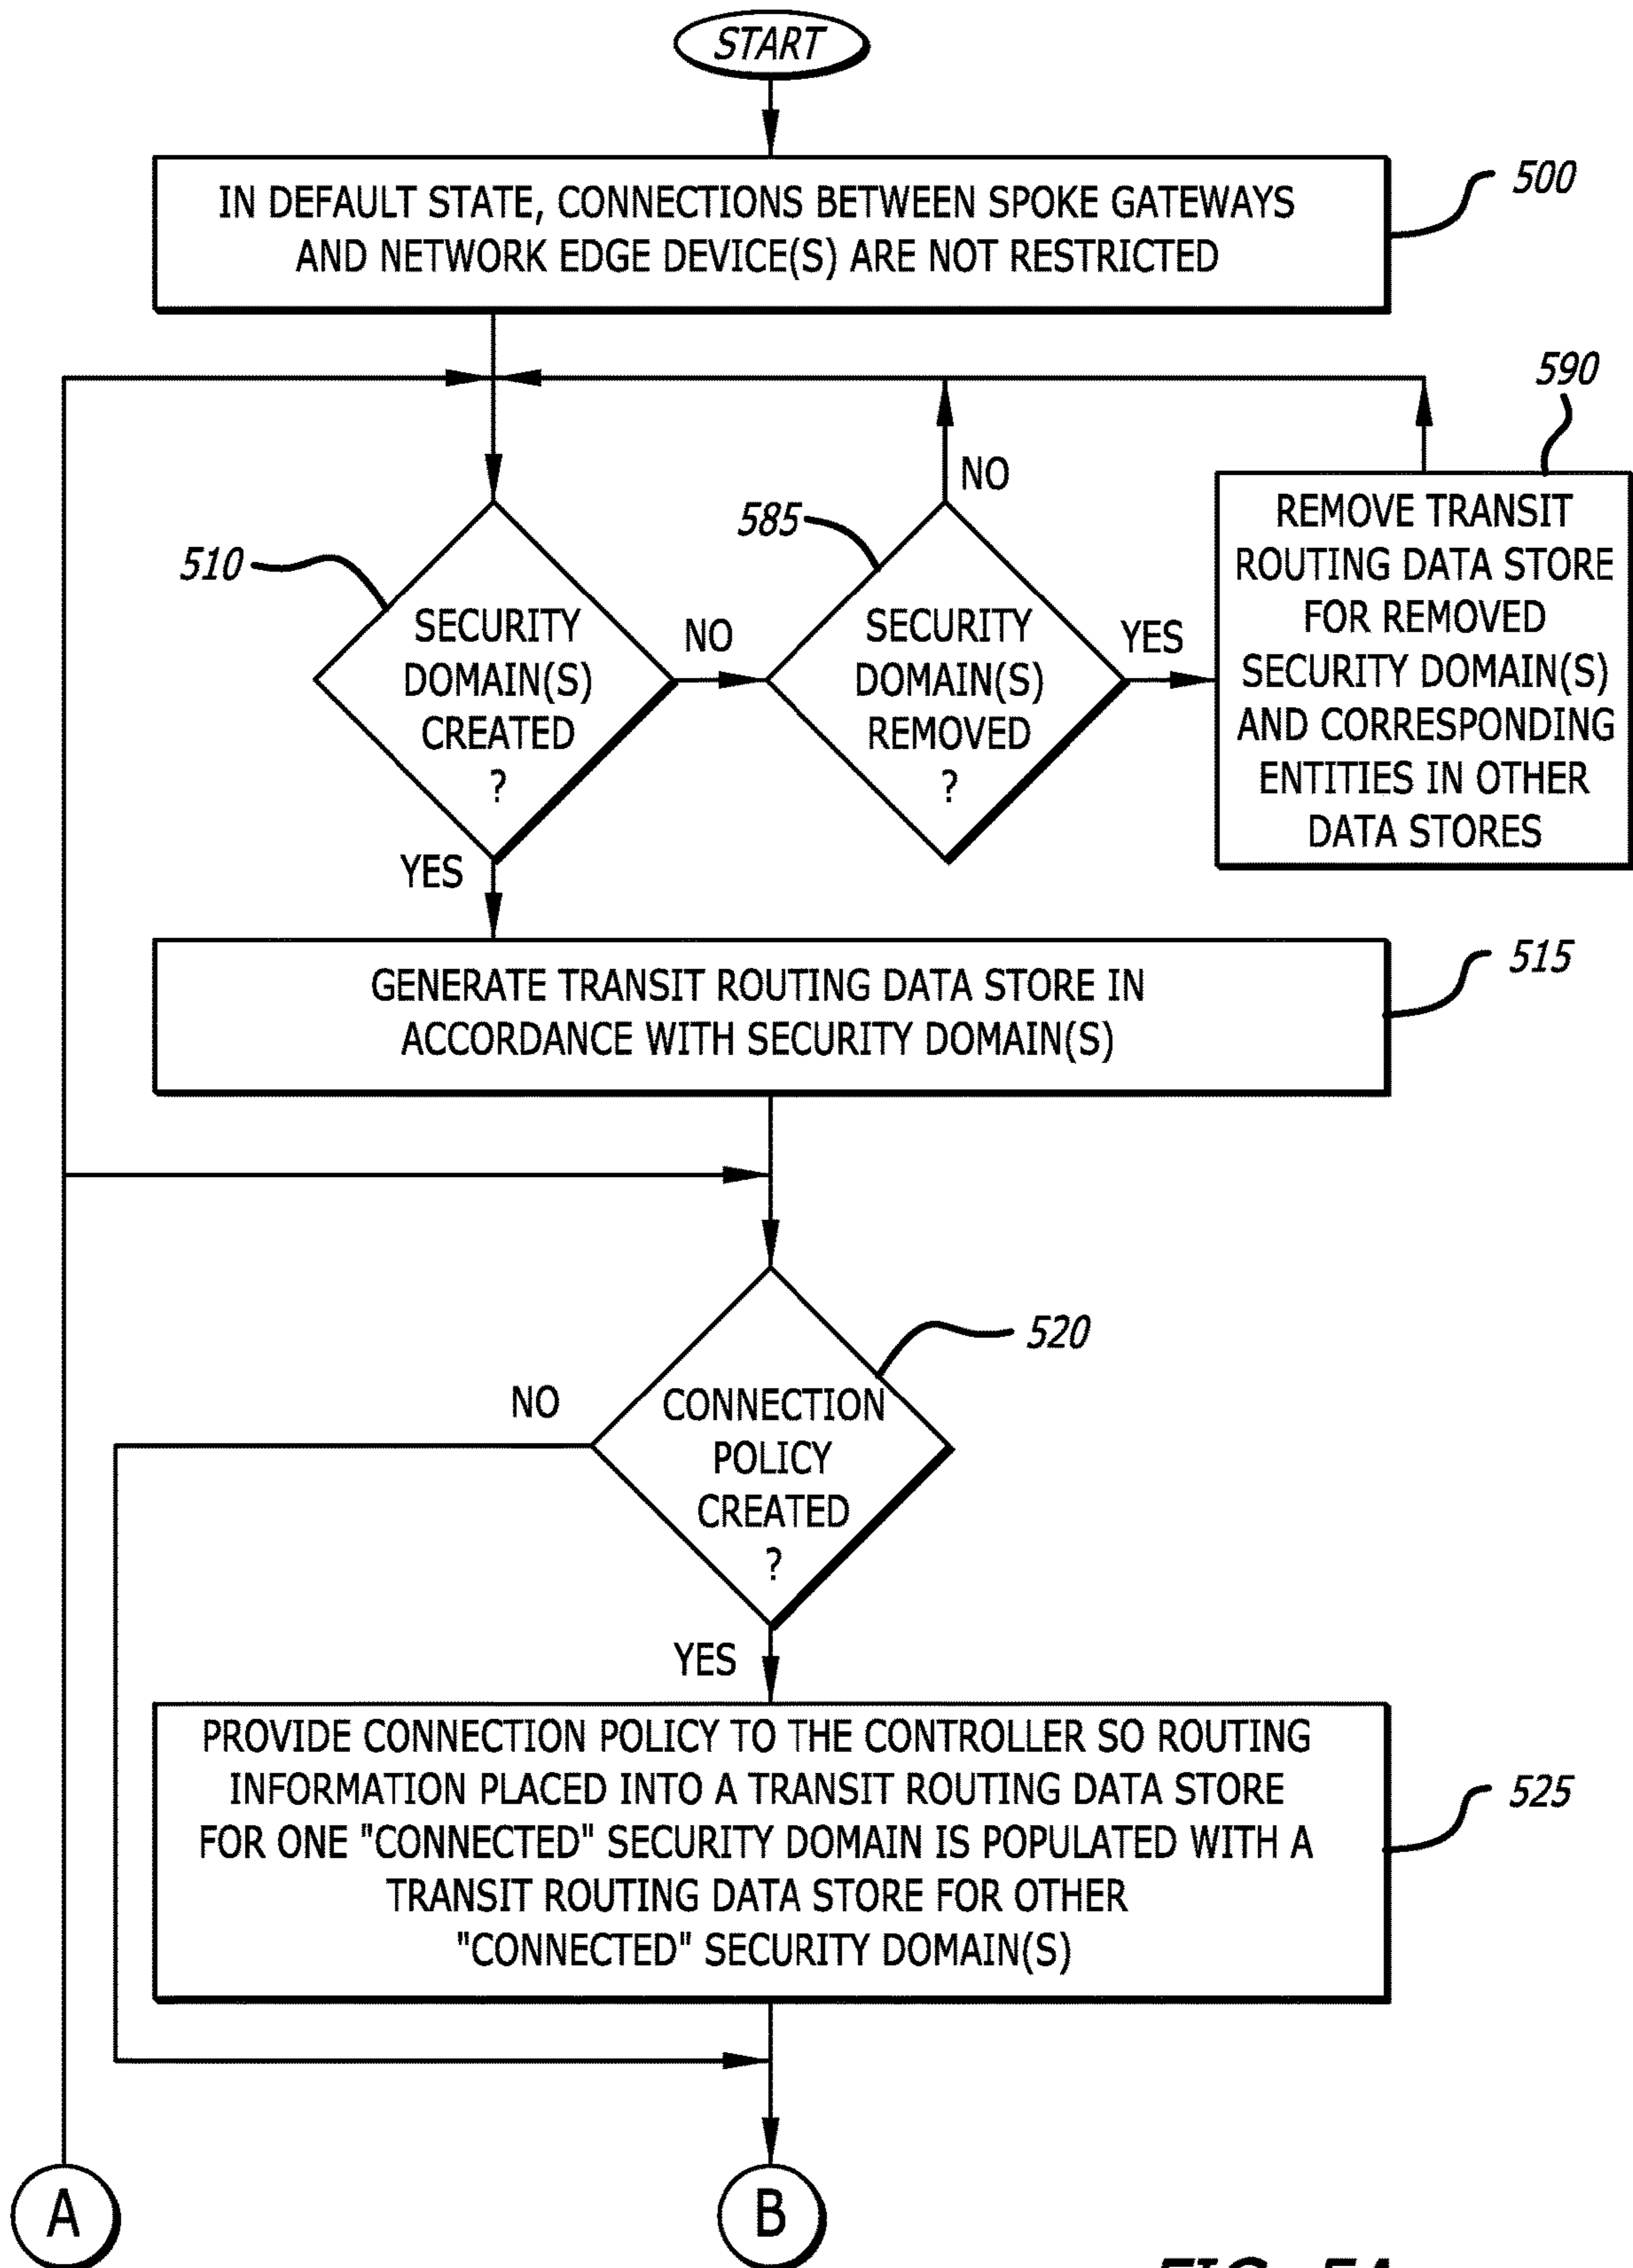 START
IN DEFAULT STATE, CONNECTIONS BETWEEN SPOKE GATEWAYS
AND NETWORK EDGE DEVICE(S) ARE NOT RESTRICTED
500
590
NO
585
510
SECURITY
DOMAIN(S)
CREATED
?
NO
SECURITY
DOMAIN(S)
REMOVED
?
YES
REMOVE TRANSIT
ROUTING DATA STORE
FOR REMOVED
SECURITY DOMAIN(S)
AND CORRESPONDING
ENTITIES IN OTHER
DATA STORES
YES
GENERATE TRANSIT ROUTING DATA STORE IN
ACCORDANCE WITH SECURITY DOMAIN(S)
515
520
NO
CONNECTION
POLICY
CREATED
?
YES
PROVIDE CONNECTION POLICY TO THE CONTROLLER SO ROUTING
INFORMATION PLACED INTO A TRANSIT ROUTING DATA STORE
FOR ONE "CONNECTED" SECURITY DOMAIN IS POPULATED WITH A
TRANSIT ROUTING DATA STORE FOR OTHER
"CONNECTED" SECURITY DOMAIN(S)
525
A
B